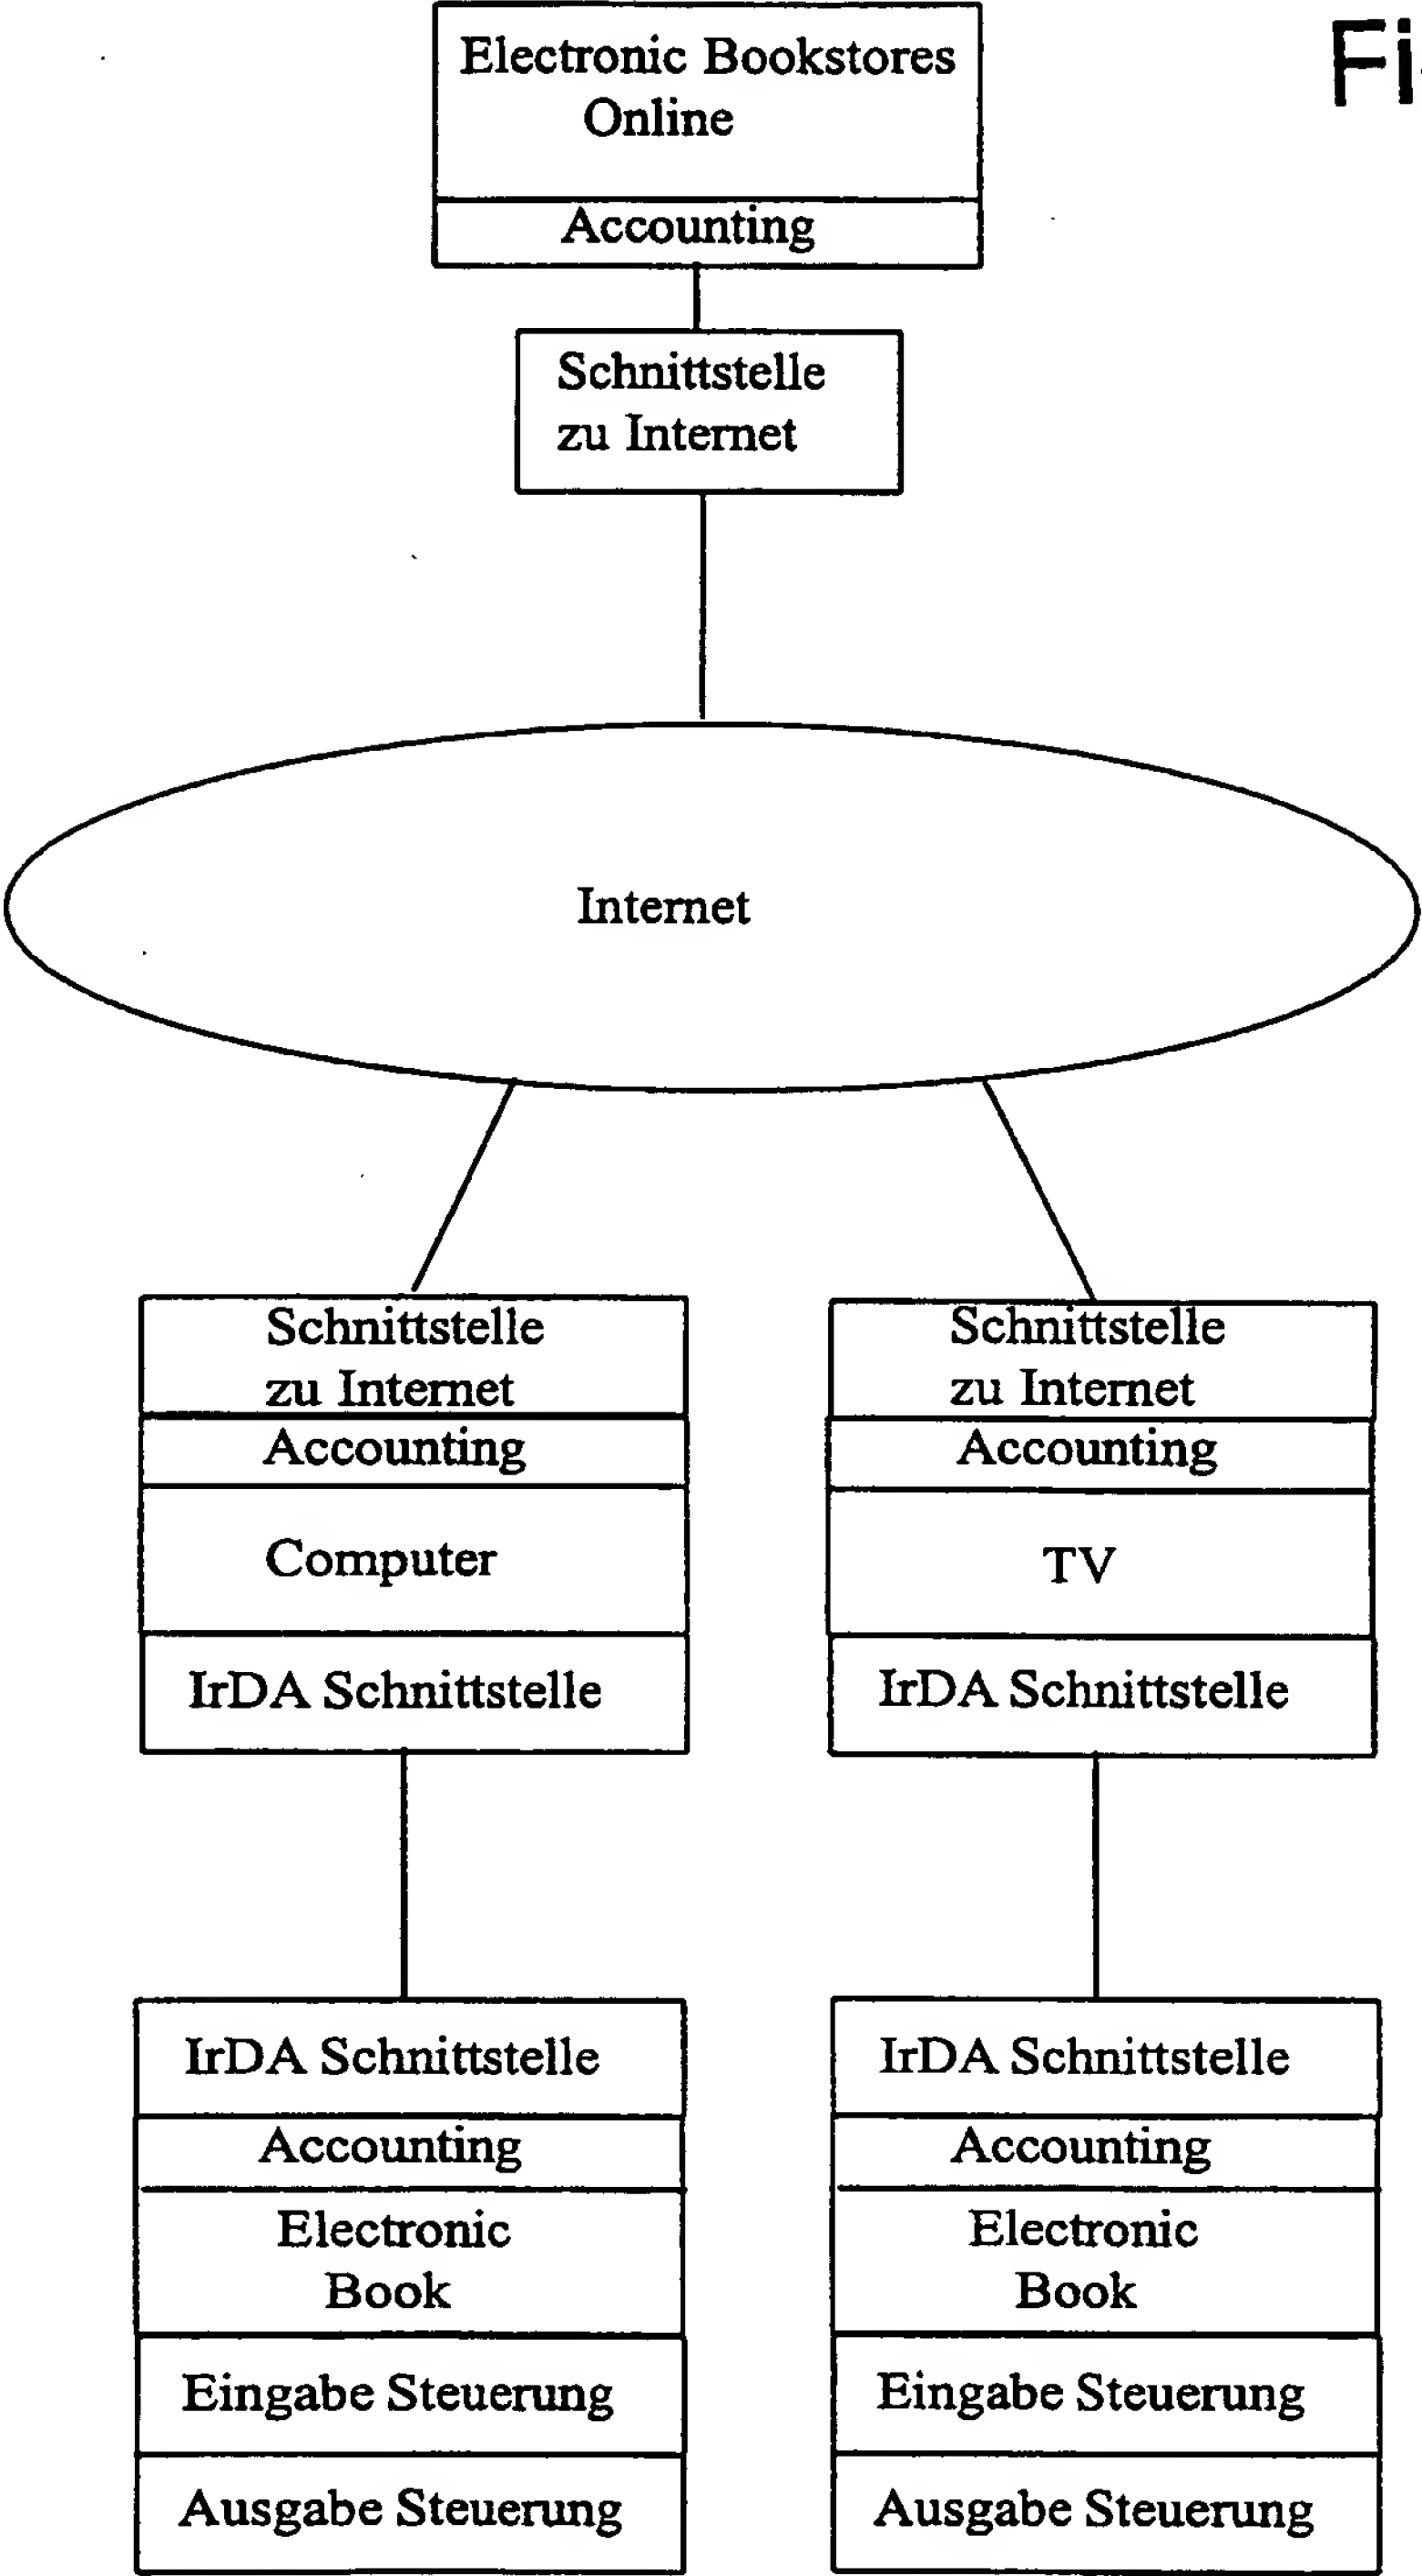 Electronic Bookstores
Online
Accounting
Schnittstelle
zu Internet
Internet
Schnittstelle
zu Internet
Accounting
Computer
IrDA Schnittstelle
Schnittstelle
zu Internet
Accounting
TV
IrDA Schnittstelle
IrDA Schnittstelle
Accounting
Electronic
Book
Eingabe Steuerung
Ausgabe Steuerung
IrDA Schnittstelle
Accounting
Electronic
Book
Eingabe Steuerung
Ausgabe Steuerung